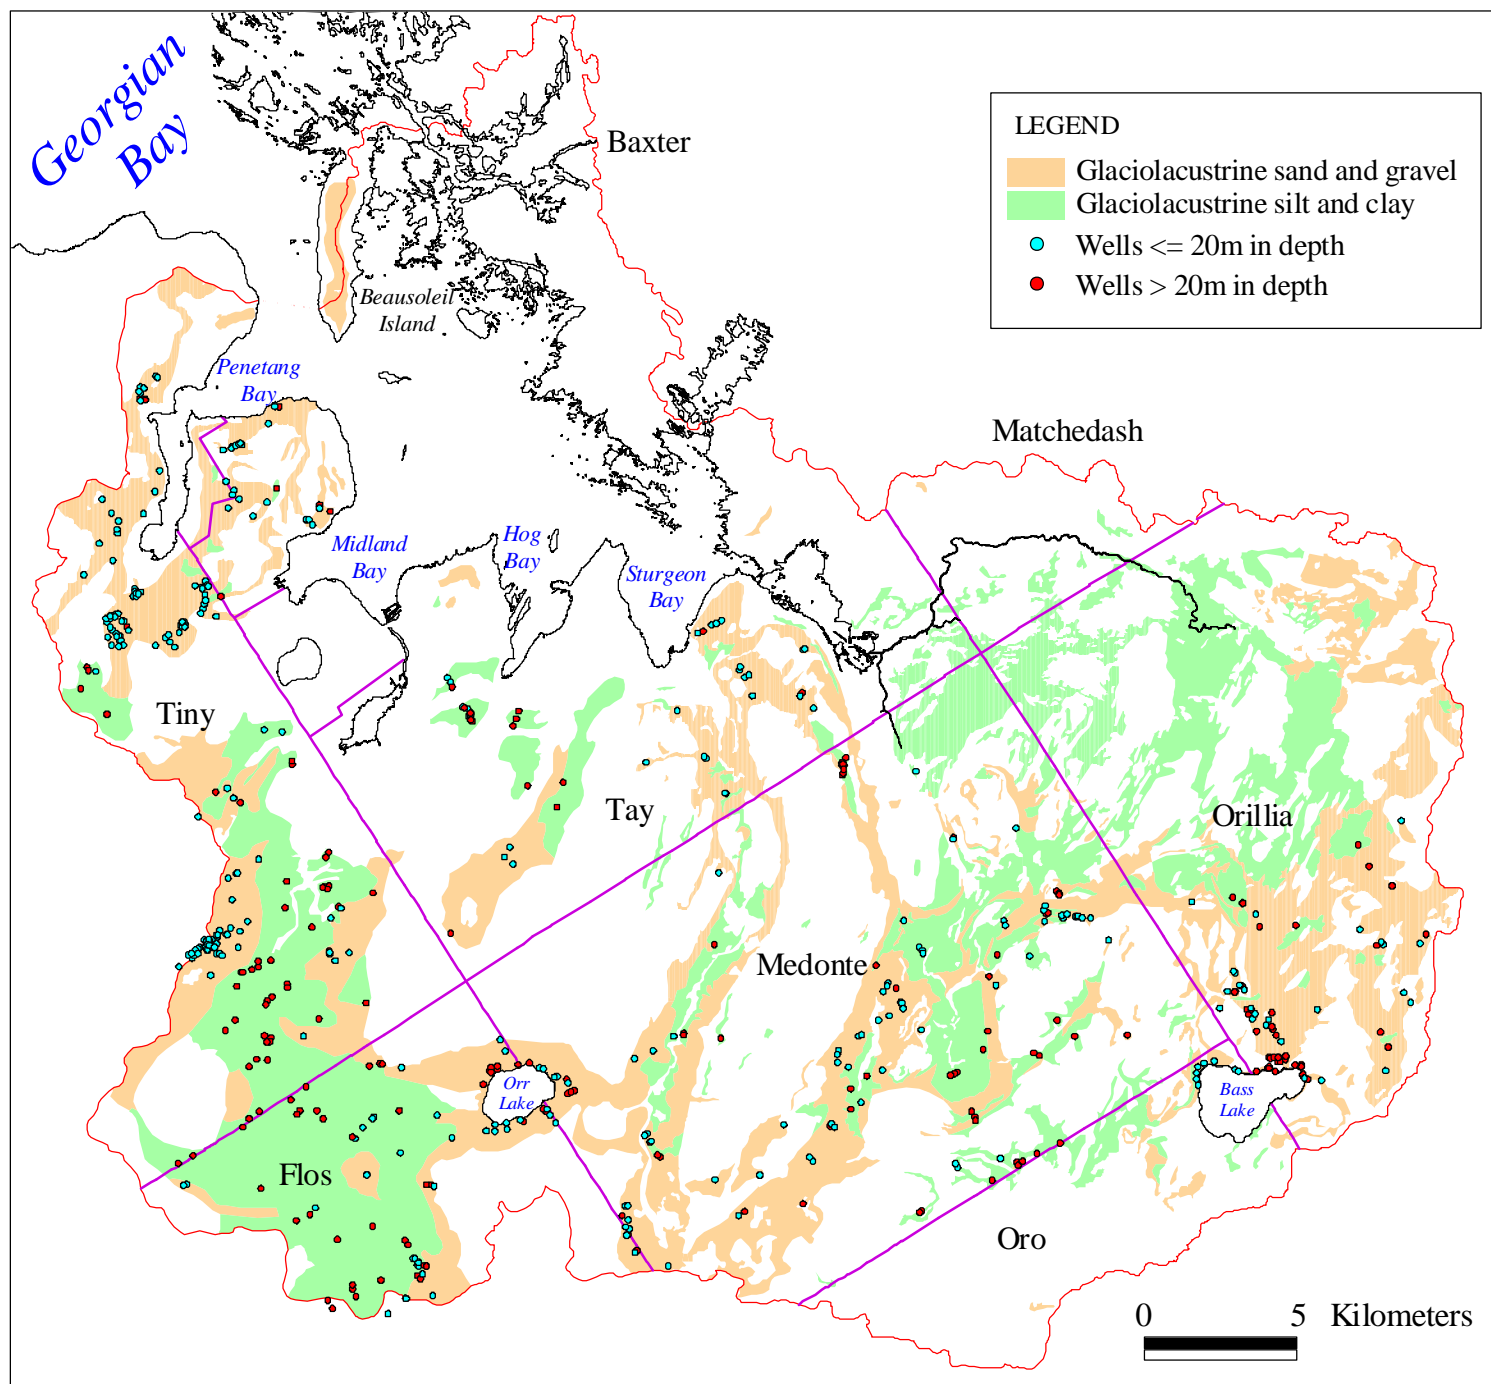 Georgian
Bay
Baxter
LEGEND
Glaciolacustrine sand and gravel
Glaciolacustrine silt and clay
Wells <= 20m in depth
Wells > 20m in depth
Beausoleil
Island
Penetang
Bay
Matchedash
Midland
Bay
Hog
Bay
Sturgeon
Bay
Tiny
Tay
Orillia
Medonte
Orr
Lake
Bass
Lake
Flos
Oro
0 5 Kilometers